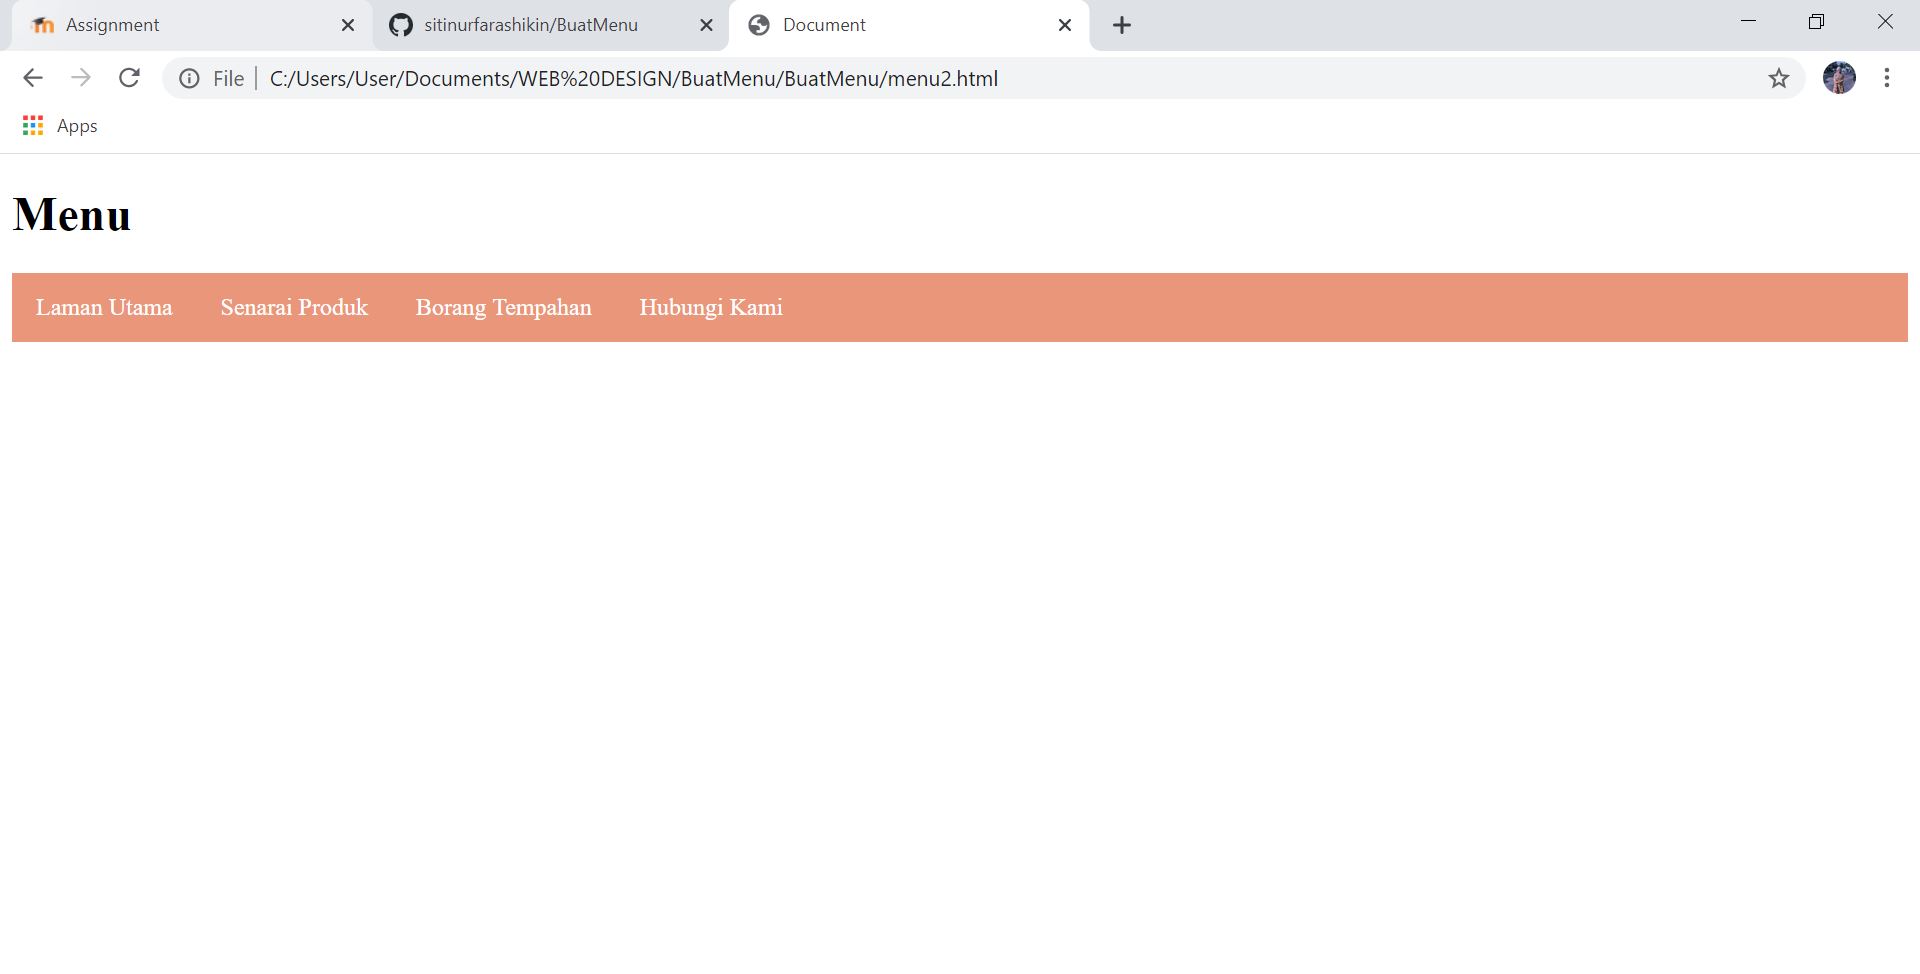 Assignment
sitinurfarashikin/BuatMenu
Document
File
C:/Users/User/Documents/WEB%20DESIGN/BuatMenu/BuatMenu/menu2.html
Apps
Menu
Laman Utama Senarai Produk Borang Tempahan Hubungi Kami